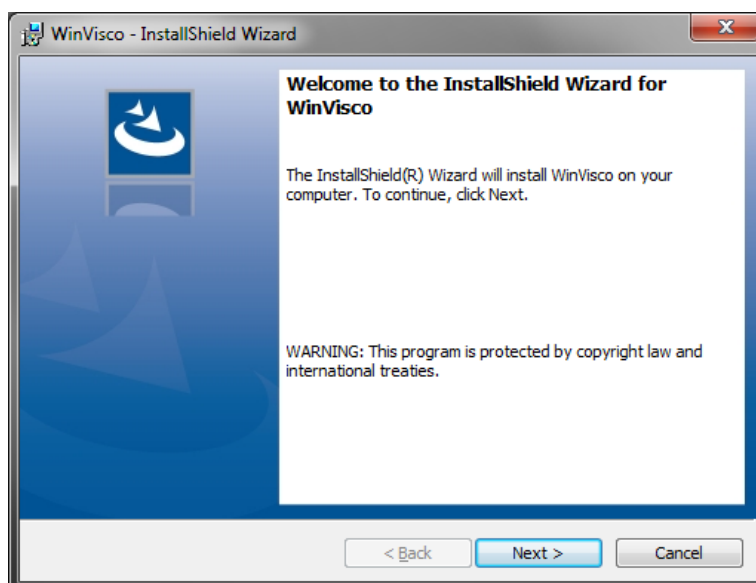 WinVisco - InstallShield Wizard
Welcome to the InstallShield Wizard for
WinVisco
The InstallShield(R) Wizard will install WinVisco on your
computer. To continue, click Next.
WARNING: This program is protected by copyright law and
international treaties.
< Back
Next >
Cancel